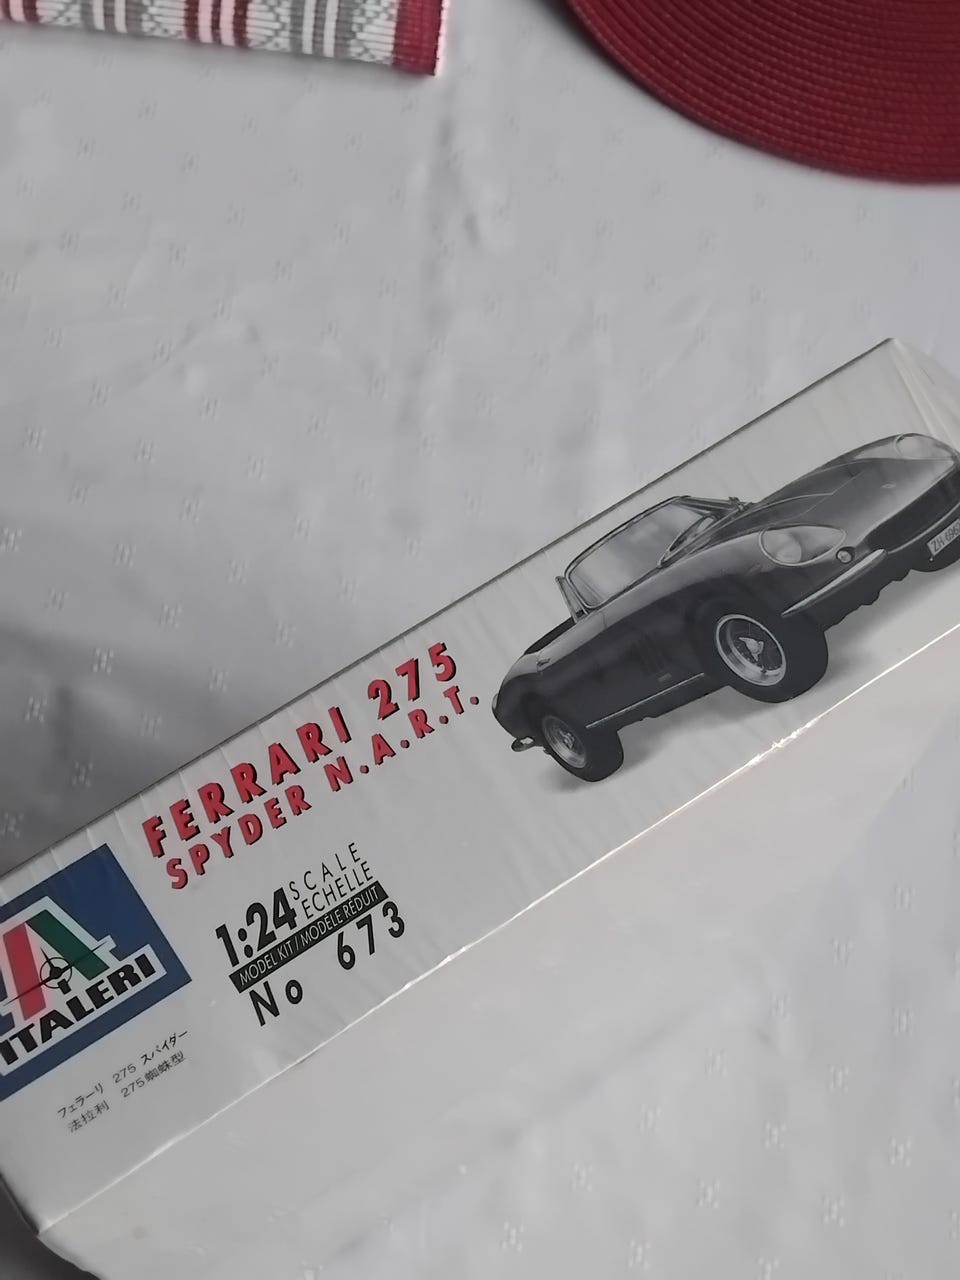 FERRARI 275
SPYDER N.A.R.T.
1:24 SCALE
ECHELLE
MODEL KIT / MODÈLE RÉDUIT
No 673
ITALERI
フェラーリ 275 スパイダー
法拉利 275 蜘蛛型